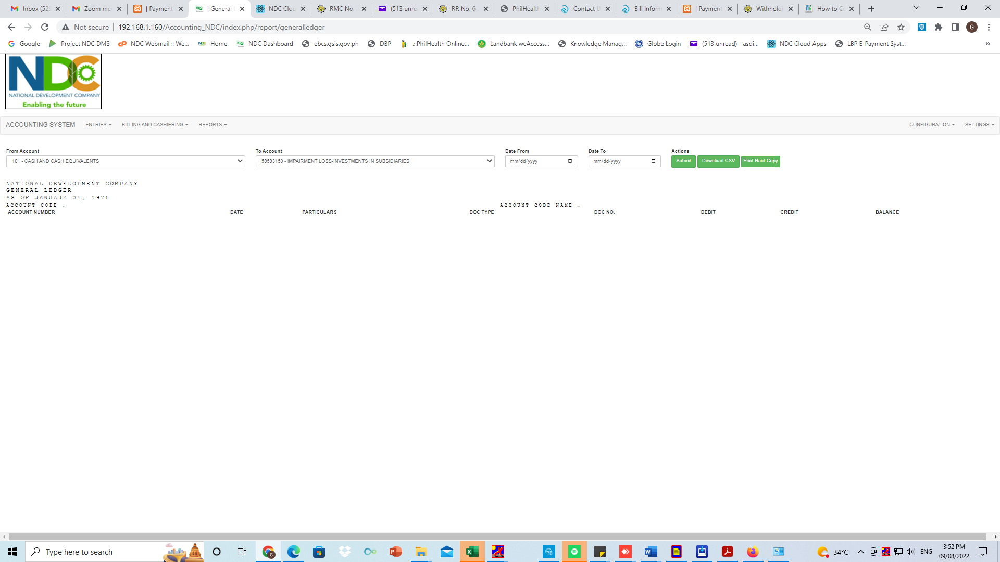 Inbox (529
Zoom me
| Payment
| General L
NDC Clou
RMC No.
(513 unre
RR No. 6-
PhilHealth
Contact U
Bill Inform
| Payment
Withholdi
How to Co
Not secure
192.168.1.160/Accounting_NDC/index.php/report/generalledger
G
Google
Project NDC DMS
NDC Webmail :: We...
Home
NDC Dashboard
ebcs.gsis.gov.ph
DBP
.::PhilHealth Online...
Landbank weAccess...
Knowledge Manag...
Globe Login
(513 unread) - asdi...
NDC Cloud Apps
LBP E-Payment Syst...
»
NDC
NATIONAL DEVELOPMENT COMPANY
Enabling the future
ACCOUNTING SYSTEM
ENTRIES
BILLING AND CASHIERING
REPORTS
CONFIGURATION
SETTINGS
From Account
To Account
Date From
Date To
Actions
101 - CASH AND CASH EQUIVALENTS
50503150 - IMPAIRMENT LOSS-INVESTMENTS IN SUBSIDIARIES
mm/dd/yyyy
mm/dd/yyyy
Submit
Download CSV
Print Hard Copy
NATIONAL DEVELOPMENT COMPANY
GENERAL LEDGER
AS OF JANUARY 01, 1970
ACCOUNT CODE :
ACCOUNT CODE NAME :
ACCOUNT NUMBER
DATE
PARTICULARS
DOC TYPE
DOC NO.
DEBIT
CREDIT
BALANCE
Type here to search
34°C
ENG
3:52 PM
09/08/2022